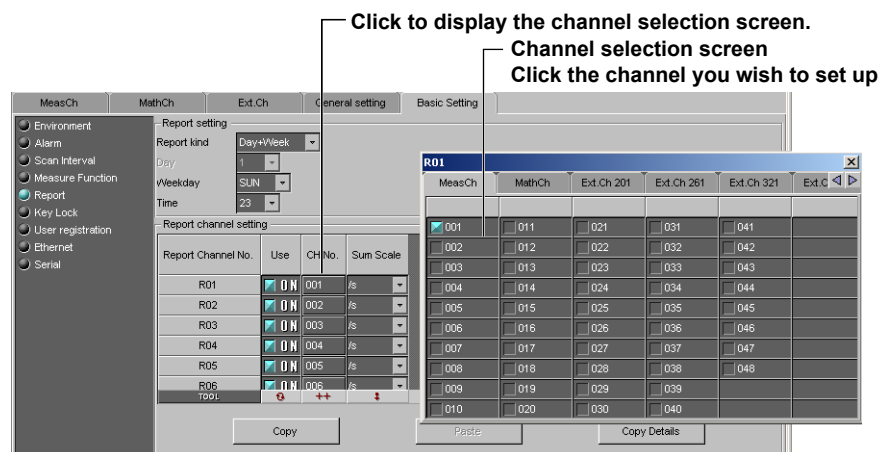 Click to display the channel selection screen.
Channel selection screen
Click the channel you wish to set up
MeasCh MathCh Ext.Ch General setting Basic Setting
Environment
Alarm
Scan Interval
Measure Function
Report
Key Lock
User registration
Ethernet
Serial
Report setting
Report kind Day+Week
Day 1
Weekday SUN
Time 23
Report channel setting
Report Channel No. Use CH No. Sum Scale
R01 ON 001 /s
R02 ON 002 /s
R03 ON 003 /s
R04 ON 004 /s
R05 ON 005 /s
R06 ON 006 /s
TOOL
Copy Paste Copy Details
R01
MeasCh MathCh Ext.Ch 201 Ext.Ch 261 Ext.Ch 321 Ext.C
001 011 021 031 041
002 012 022 032 042
003 013 023 033 043
004 014 024 034 044
005 015 025 035 045
006 016 026 036 046
007 017 027 037 047
008 018 028 038 048
009 019 029 039
010 020 030 040